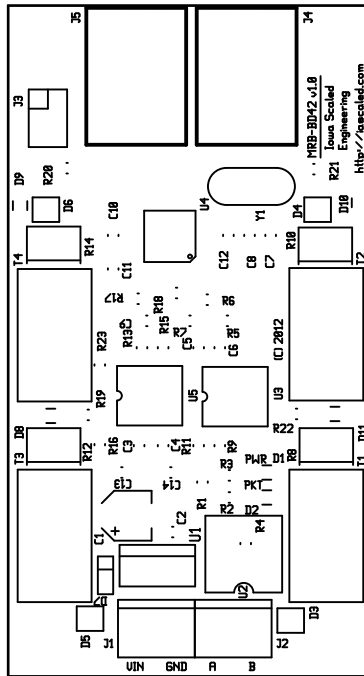 J5
J4
J3
MRB-BD42 v1.0
Iowa Scaled
Engineering
http://iascaled.com
R21
R20
D9
D6
D4
D10
C10
U4
Y1
R14
R10
T4
T2
C11
C12
C8
C7
R17
R18
R6
C9
R13
R15
R7
R5
C5
C6
R23
(C) 2012
U5
U3
R19
R22
D8
D11
T3
R12
R16
C3
C4
R11
R9
R8
T1
R3
PWR
D1
C13
C14
PKT
R1
R2
D2
C1
C2
U1
R4
U2
D7
D5
J1
J2
D3
VIN
GND
A
B